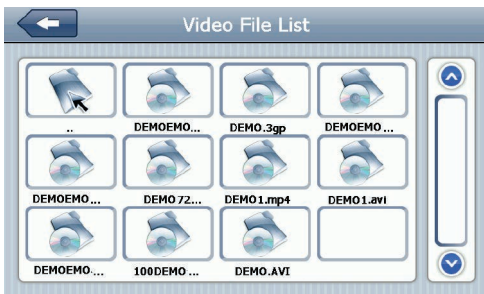 Video File List
..
DEMOEMO...
DEMO.3gp
DEMOEMO ...
DEMOEMO ...
DEMO 72...
DEMO1.mp4
DEMO1.avi
DEMOEMO...
100DEMO ...
DEMO.AVI